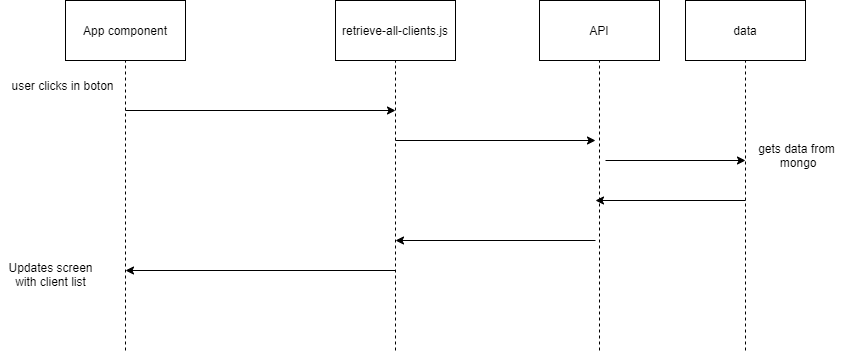 App component
retrieve-all-clients.js
API
data
user clicks in boton
gets data from
mongo
Updates screen
with client list